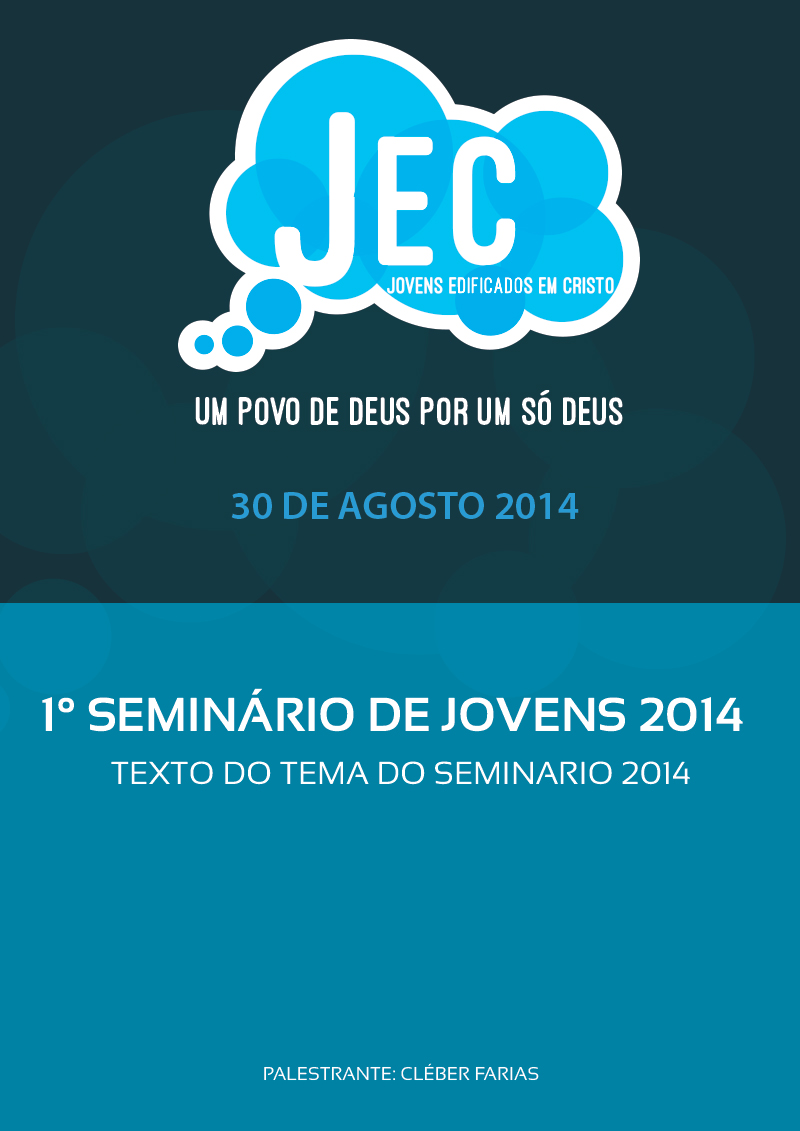 JEC
JOVENS EDIFICADOS EM CRISTO
UM POVO DE DEUS POR UM SÓ DEUS
30 DE AGOSTO 2014
1º SEMINÁRIO DE JOVENS 2014
TEXTO DO TEMA DO SEMINARIO 2014
PALESTRANTE: CLÉBER FARIAS